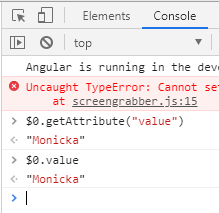 Elements Console
top
Angular is running in the deve
Uncaught TypeError: Cannot set
at screengrabber.js:15
> $0.getAttribute("value")
"Monicka"
> $0.value
"Monicka"
>